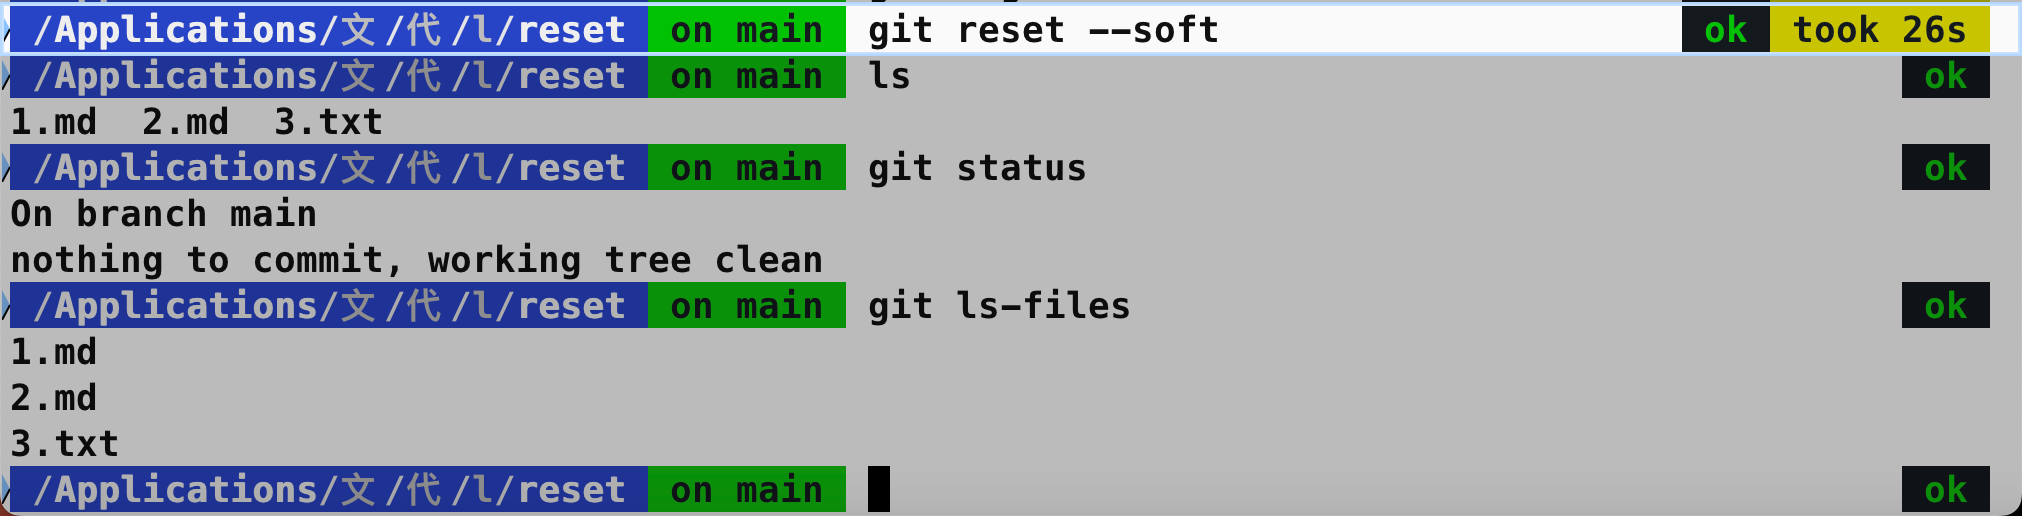 /Applications/文/代/l/reset on main git reset --soft ok took 26s
/Applications/文/代/l/reset on main ls ok
1.md 2.md 3.txt
/Applications/文/代/l/reset on main git status ok
On branch main
nothing to commit, working tree clean
/Applications/文/代/l/reset on main git ls-files ok
1.md
2.md
3.txt
/Applications/文/代/l/reset on main ok